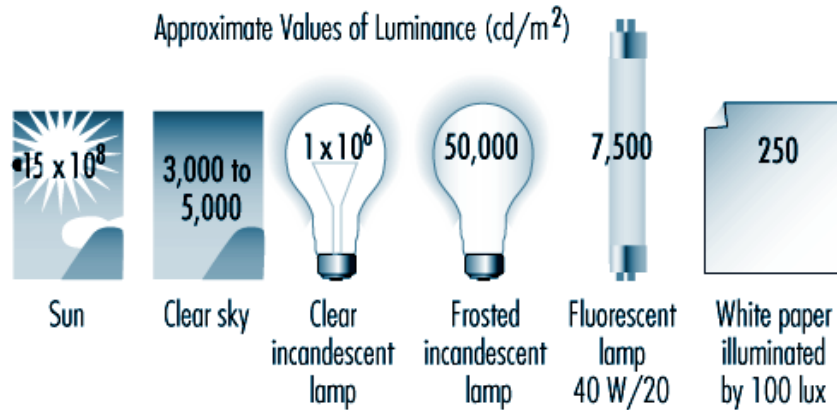 Approximate Values of Luminance (cd/m²)
•15 x 10⁸
3,000 to
5,000
1 x 10⁶
50,000
7,500
250
Sun
Clear sky
Clear
incandescent
lamp
Frosted
incandescent
lamp
Fluorescent
lamp
40 W/20
White paper
illuminated
by 100 lux